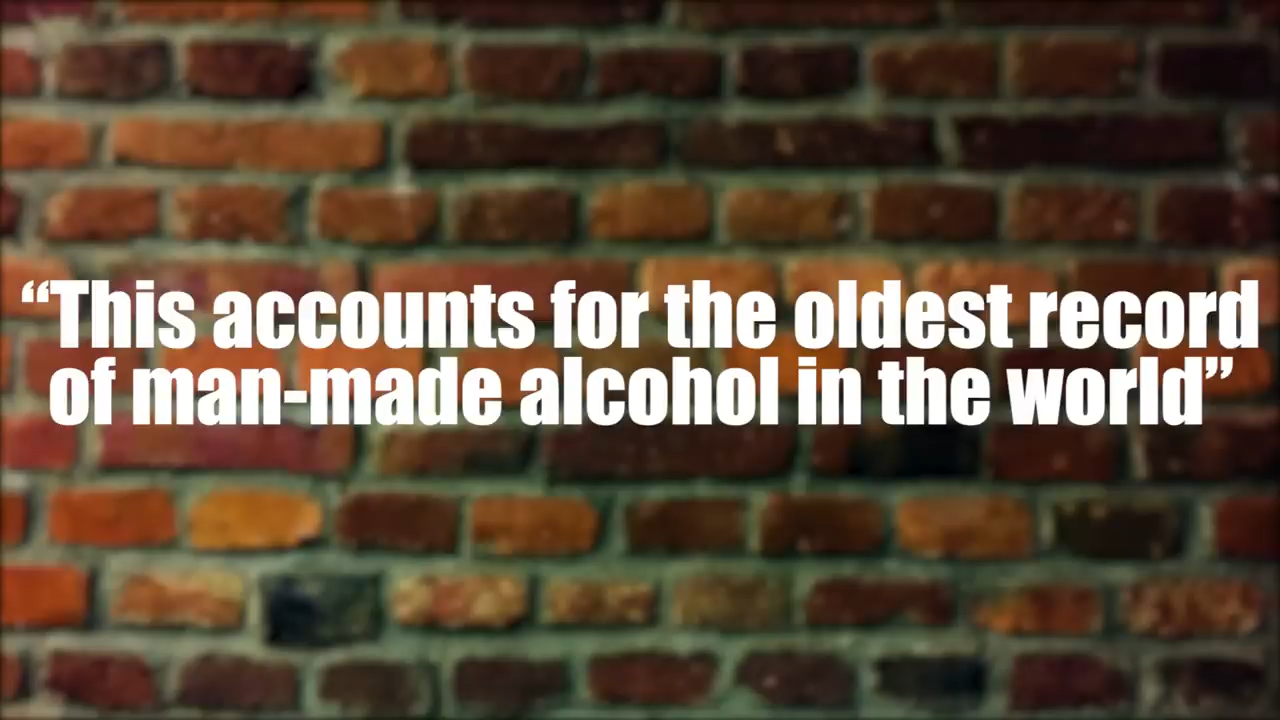 “This accounts for the oldest record
of man-made alcohol in the world”